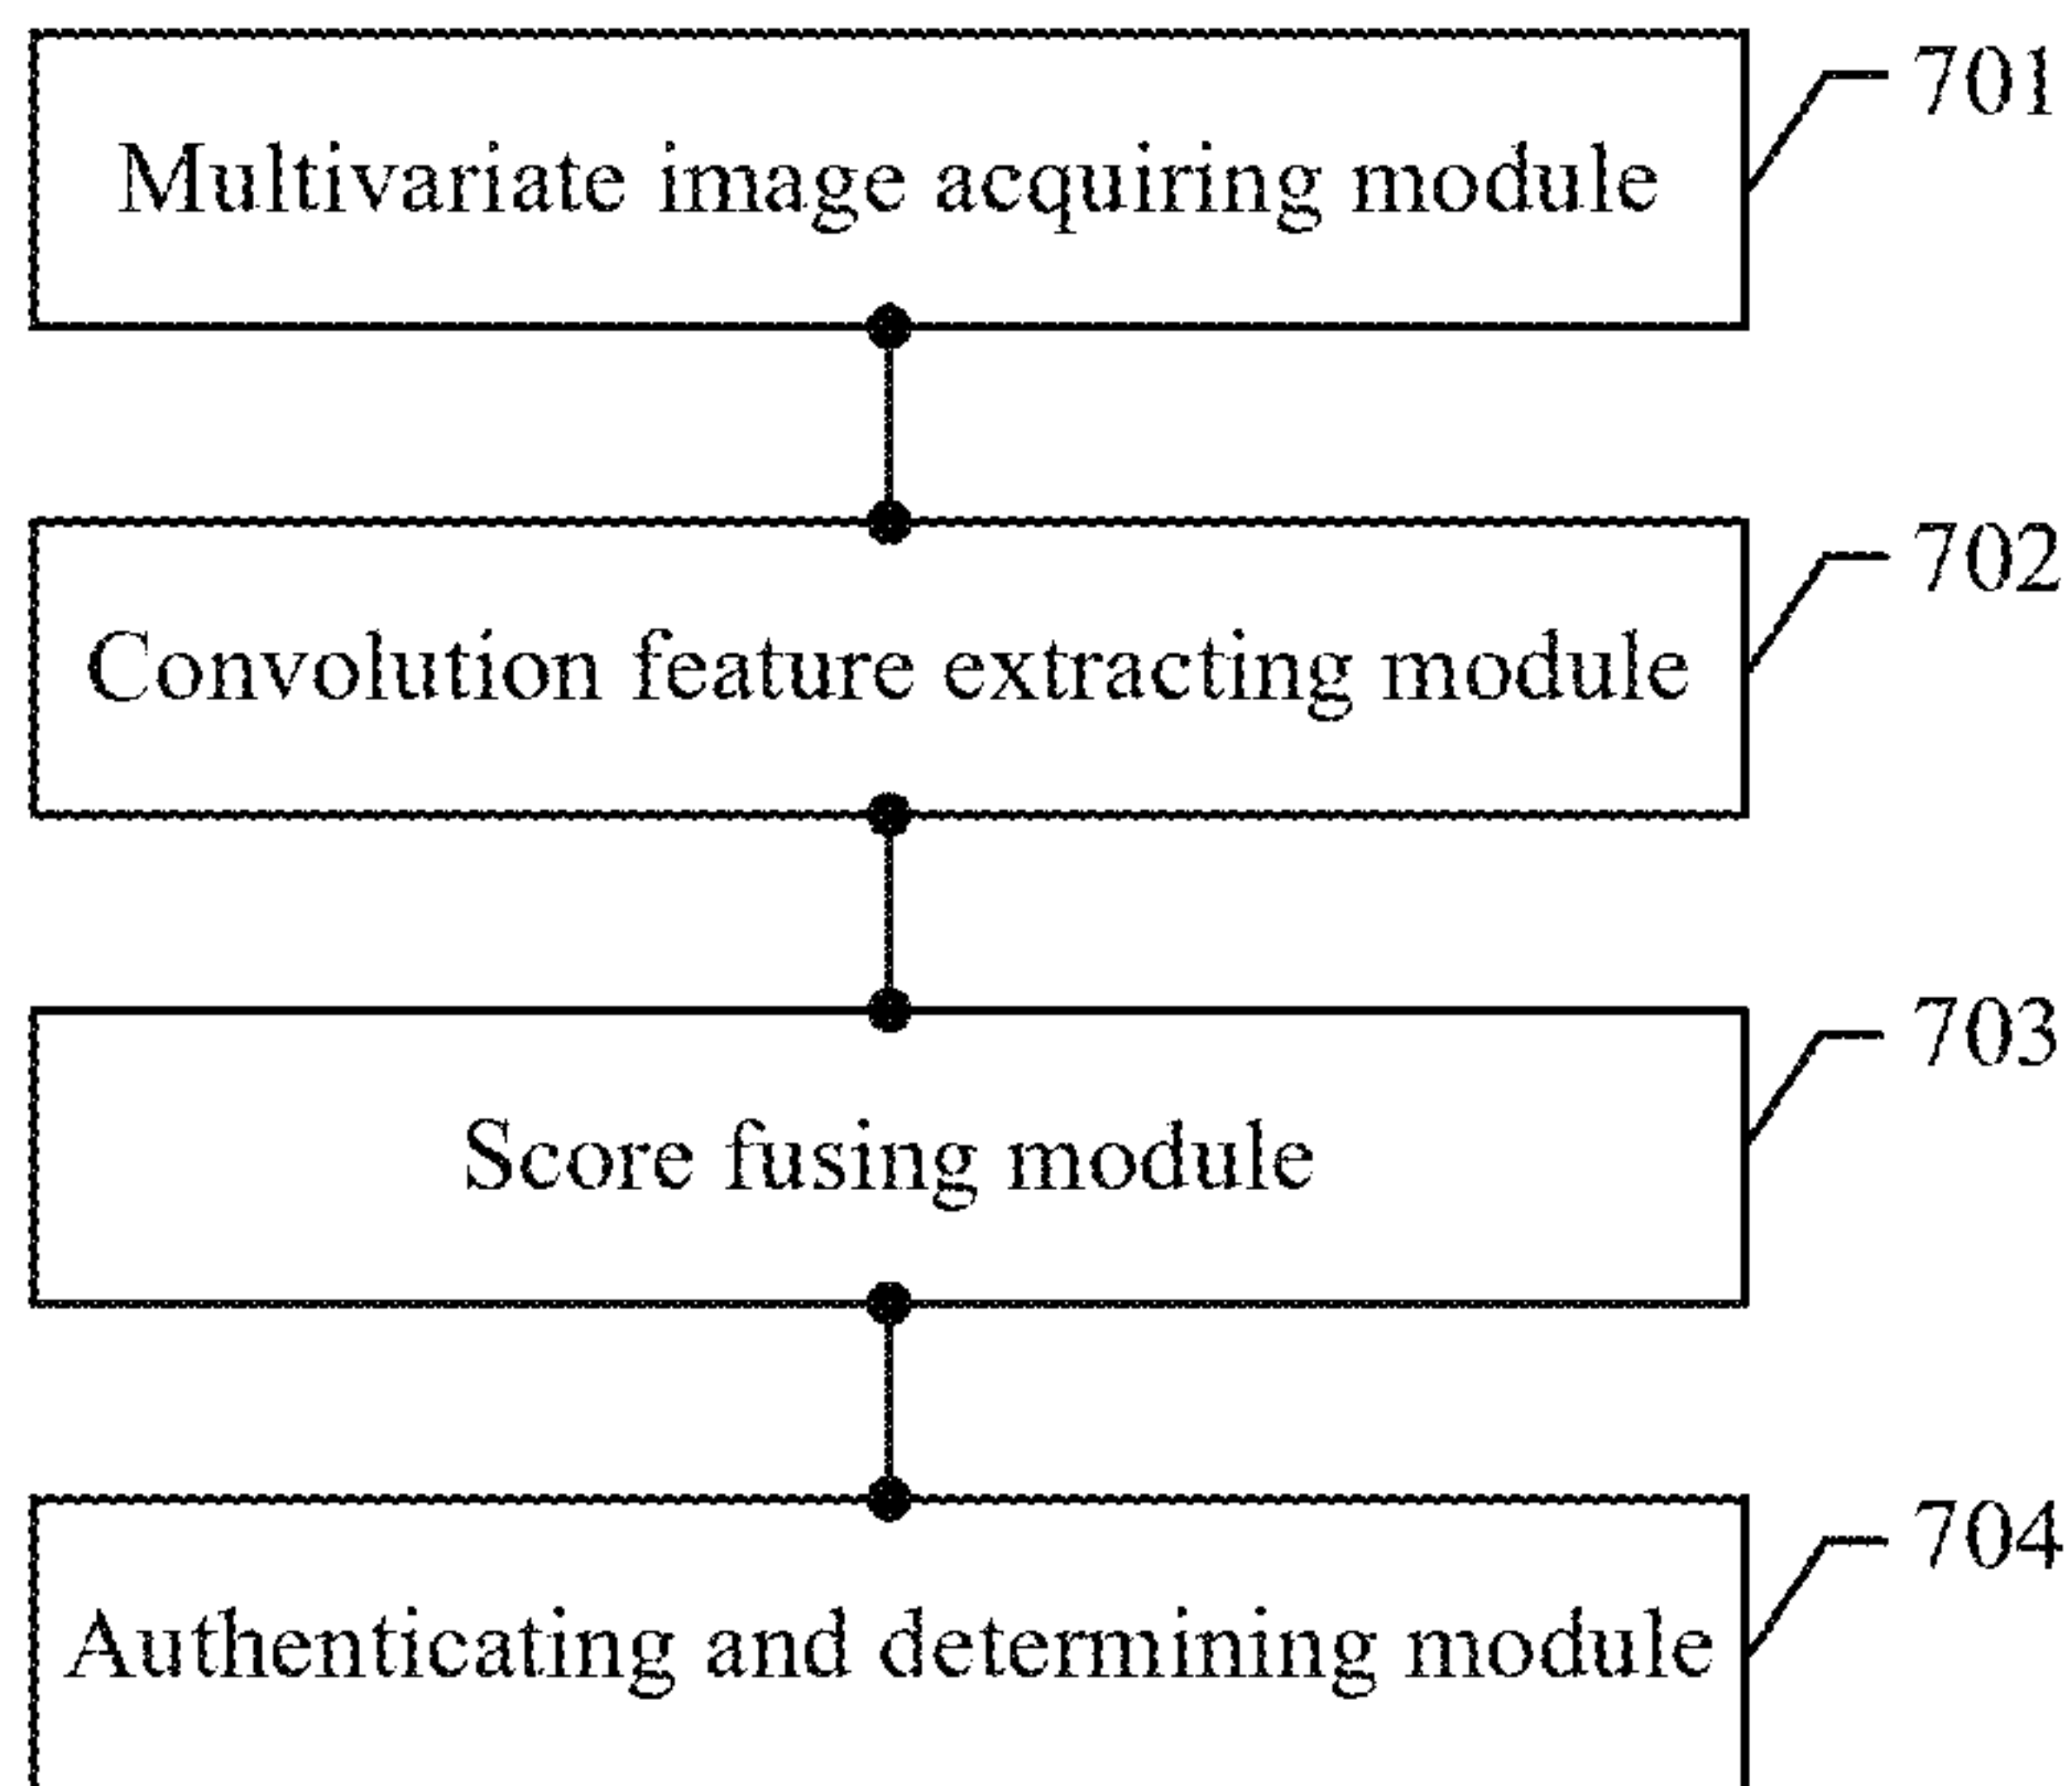 701
Multivariate image acquiring module
702
Convolution feature extracting module
703
Score fusing module
704
Authenticating and determining module